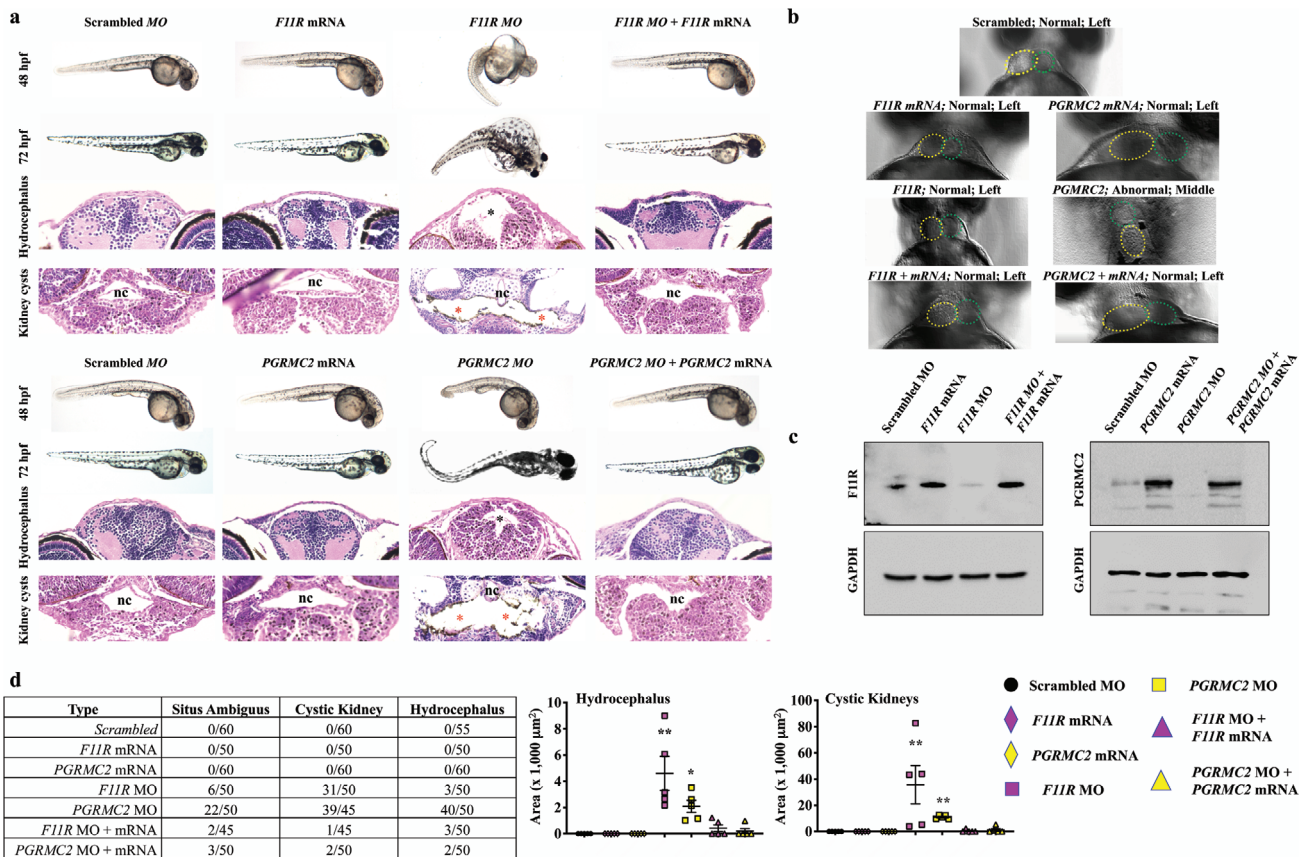 a
Scrambled MO
F11R mRNA
F11R MO
F11R MO + F11R mRNA
48 hpf
72 hpf
Hydrocephalus
*
Kidney cysts
nc
nc
nc
* *
nc
Scrambled MO
PGRMC2 mRNA
PGRMC2 MO
PGRMC2 MO + PGRMC2 mRNA
48 hpf
72 hpf
Hydrocephalus
*
Kidney cysts
nc
nc
nc
* *
nc
b
Scrambled; Normal; Left
F11R mRNA; Normal; Left
PGRMC2 mRNA; Normal; Left
F11R; Normal; Left
PGMRC2; Abnormal; Middle
F11R + mRNA; Normal; Left
PGRMC2 + mRNA; Normal; Left
c
Scrambled MO
F11R mRNA
F11R MO
F11R MO +
F11R mRNA
F11R
GAPDH
Scrambled MO
PGRMC2 mRNA
PGRMC2 MO
PGRMC2 MO +
PGRMC2 mRNA
PGRMC2
GAPDH
d
Type Situs Ambiguus Cystic Kidney Hydrocephalus
Scrambled 0/60 0/60 0/55
F11R mRNA 0/50 0/50 0/50
PGRMC2 mRNA 0/60 0/60 0/60
F11R MO 6/50 31/50 3/50
PGRMC2 MO 22/50 39/45 40/50
F11R MO + mRNA 2/45 1/45 3/50
PGRMC2 MO + mRNA 3/50 2/50 2/50
Hydrocephalus
Area (x 1,000 µm²)
10
8
6
4
2
0
**
*
Cystic Kidneys
Area (x 1,000 µm²)
100
80
60
40
20
0
**
**
Scrambled MO
F11R mRNA
PGRMC2 mRNA
F11R MO
PGRMC2 MO
F11R MO +
F11R mRNA
PGRMC2 MO +
PGRMC2 mRNA